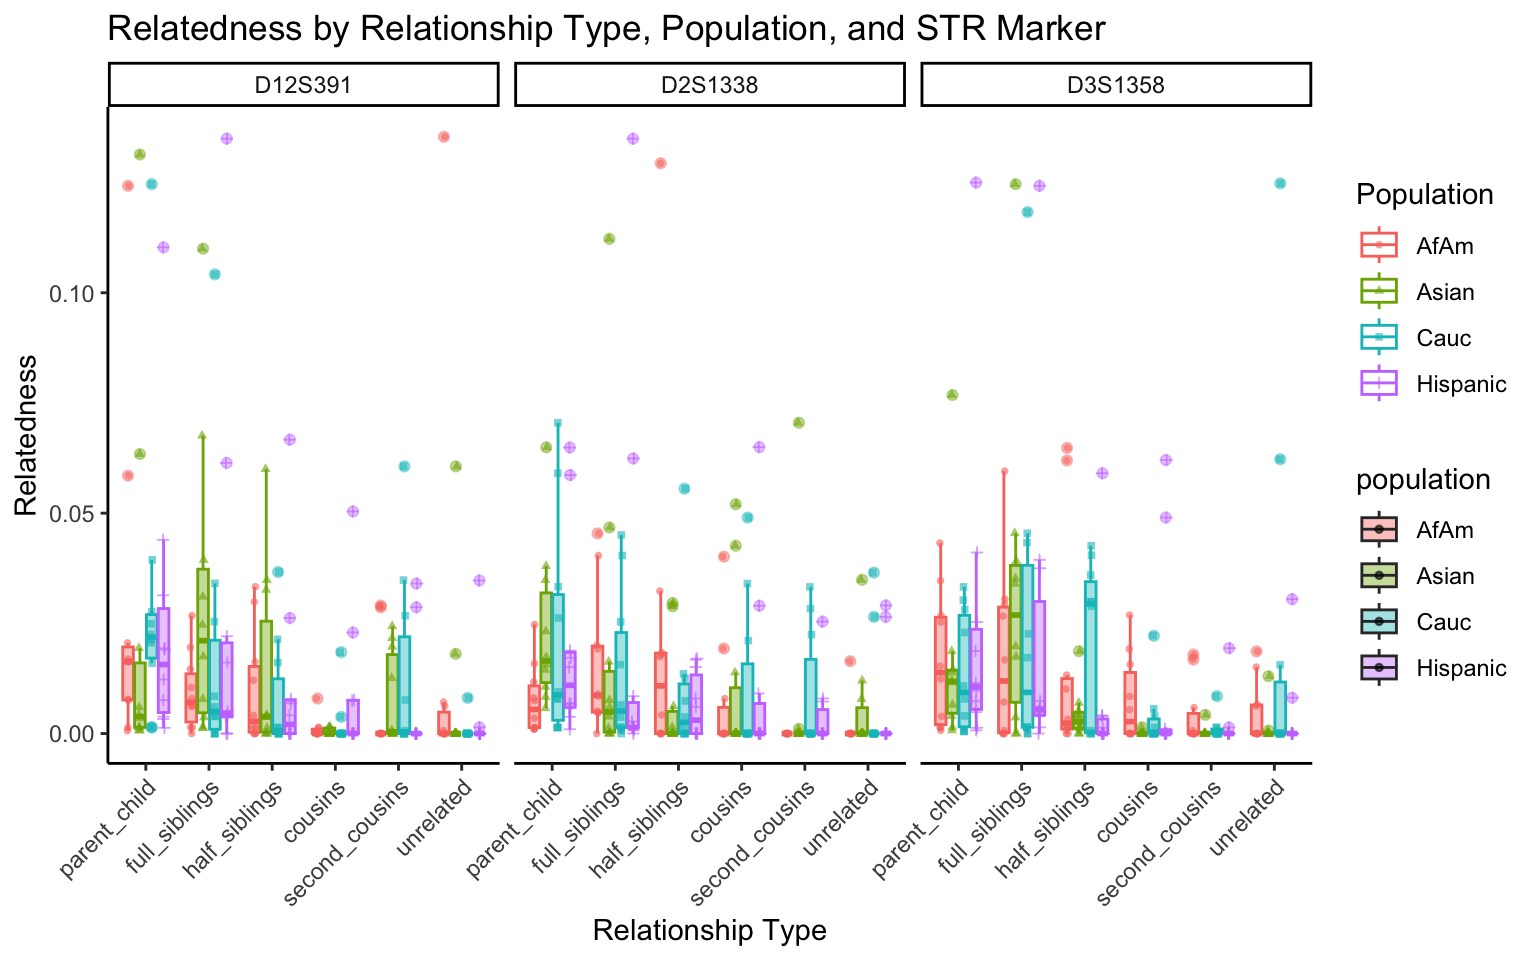 Relatedness by Relationship Type, Population, and STR Marker
D12S391
D2S1338
D3S1358
Relatedness
0.10
0.05
0.00
parent_child
full_siblings
half_siblings
cousins
second_cousins
unrelated
parent_child
full_siblings
half_siblings
cousins
second_cousins
unrelated
parent_child
full_siblings
half_siblings
cousins
second_cousins
unrelated
Relationship Type
Population
AfAm
Asian
Cauc
Hispanic
population
AfAm
Asian
Cauc
Hispanic